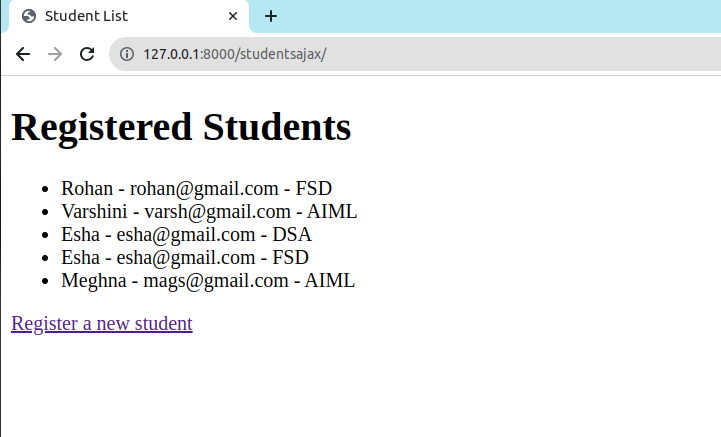 Student List
127.0.0.1:8000/studentsajax/
Registered Students
Rohan - rohan@gmail.com - FSD
Varshini - varsh@gmail.com - AIML
Esha - esha@gmail.com - DSA
Esha - esha@gmail.com - FSD
Meghna - mags@gmail.com - AIML
Register a new student